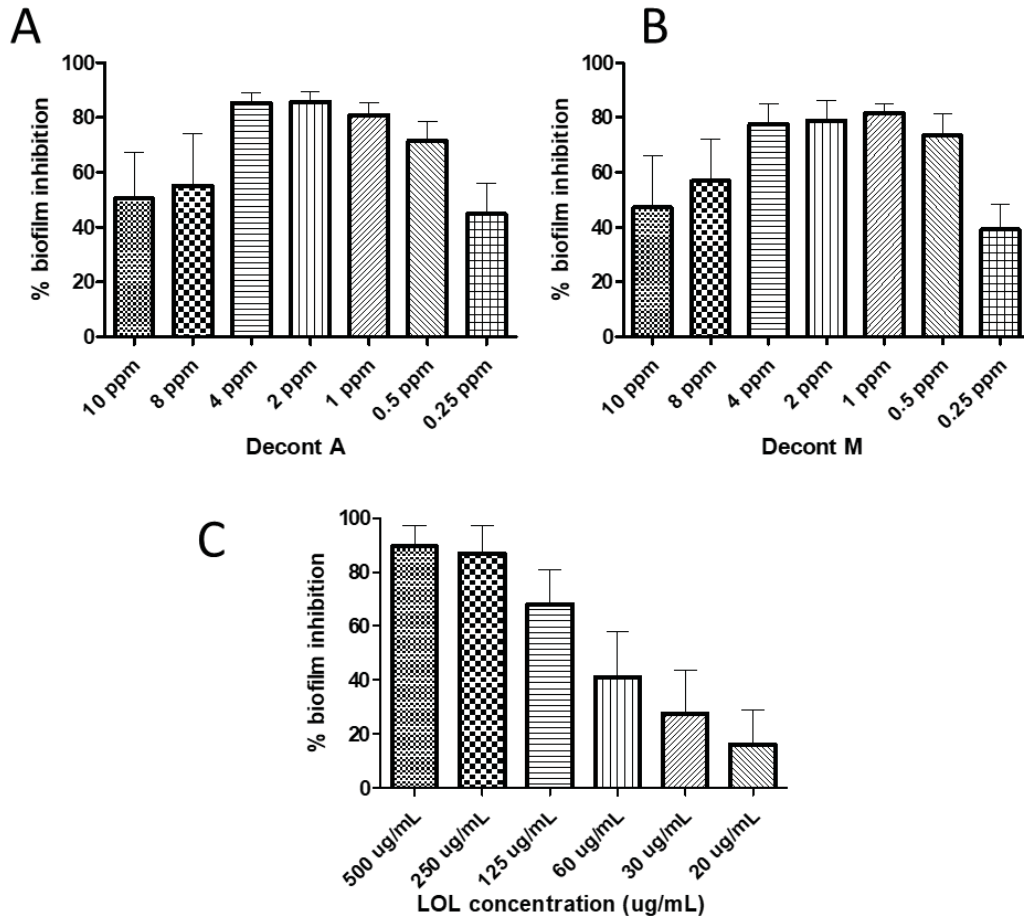 A
% biofilm inhibition
100
80
60
40
20
0
10 ppm
8 ppm
4 ppm
2 ppm
1 ppm
0.5 ppm
0.25 ppm
Decont A
B
% biofilm inhibition
100
80
60
40
20
0
10 ppm
8 ppm
4 ppm
2 ppm
1 ppm
0.5 ppm
0.25 ppm
Decont M
C
% biofilm inhibition
100
80
60
40
20
0
500 ug/mL
250 ug/mL
125 ug/mL
60 ug/mL
30 ug/mL
20 ug/mL
LOL concentration (ug/mL)